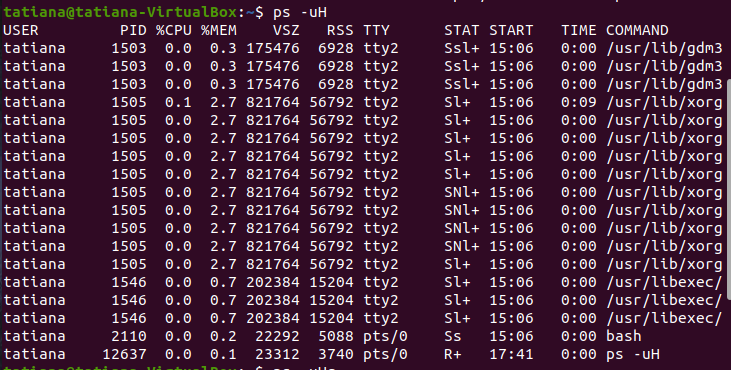 tatiana@tatiana-VirtualBox:~$ ps -uH
USER PID %CPU %MEM VSZ RSS TTY STAT START TIME COMMAND
tatiana 1503 0.0 0.3 175476 6928 tty2 Ssl+ 15:06 0:00 /usr/lib/gdm3
tatiana 1503 0.0 0.3 175476 6928 tty2 Ssl+ 15:06 0:00 /usr/lib/gdm3
tatiana 1503 0.0 0.3 175476 6928 tty2 Ssl+ 15:06 0:00 /usr/lib/gdm3
tatiana 1505 0.1 2.7 821764 56792 tty2 Sl+ 15:06 0:09 /usr/lib/xorg
tatiana 1505 0.0 2.7 821764 56792 tty2 Sl+ 15:06 0:00 /usr/lib/xorg
tatiana 1505 0.0 2.7 821764 56792 tty2 Sl+ 15:06 0:00 /usr/lib/xorg
tatiana 1505 0.0 2.7 821764 56792 tty2 Sl+ 15:06 0:00 /usr/lib/xorg
tatiana 1505 0.0 2.7 821764 56792 tty2 Sl+ 15:06 0:00 /usr/lib/xorg
tatiana 1505 0.0 2.7 821764 56792 tty2 SNl+ 15:06 0:00 /usr/lib/xorg
tatiana 1505 0.0 2.7 821764 56792 tty2 SNl+ 15:06 0:00 /usr/lib/xorg
tatiana 1505 0.0 2.7 821764 56792 tty2 SNl+ 15:06 0:00 /usr/lib/xorg
tatiana 1505 0.0 2.7 821764 56792 tty2 SNl+ 15:06 0:00 /usr/lib/xorg
tatiana 1505 0.0 2.7 821764 56792 tty2 Sl+ 15:06 0:00 /usr/lib/xorg
tatiana 1546 0.0 0.7 202384 15204 tty2 Sl+ 15:06 0:00 /usr/libexec/
tatiana 1546 0.0 0.7 202384 15204 tty2 Sl+ 15:06 0:00 /usr/libexec/
tatiana 1546 0.0 0.7 202384 15204 tty2 Sl+ 15:06 0:00 /usr/libexec/
tatiana 2110 0.0 0.2 22292 5088 pts/0 Ss 15:06 0:00 bash
tatiana 12637 0.0 0.1 23312 3740 pts/0 R+ 17:41 0:00 ps -uH